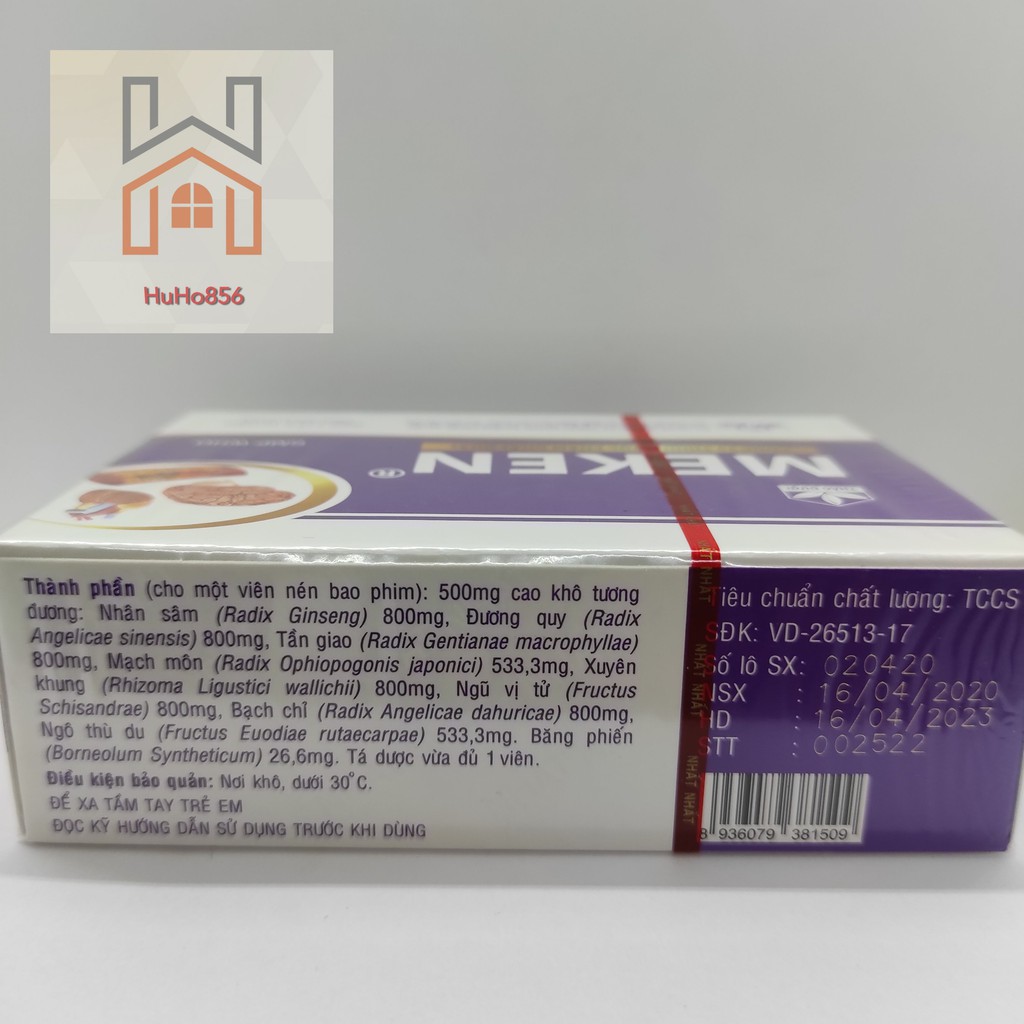 HuHo856
MEKEN ®
Thành phần (cho một viên nén bao phim): 500mg cao khô tương
đương: Nhân sâm (Radix Ginseng) 800mg, Đương quy (Radix
Angelicae sinensis) 800mg, Tần giao (Radix Gentianae macrophyllae)
800mg, Mạch môn (Radix Ophiopogonis japonici) 533,3mg, Xuyên
khung (Rhizoma Ligustici wallichii) 800mg, Ngũ vị tử (Fructus
Schisandrae) 800mg, Bạch chỉ (Radix Angelicae dahuricae) 800mg,
Ngô thù du (Fructus Euodiae rutaecarpae) 533,3mg. Băng phiến
(Borneolum Syntheticum) 26,6mg. Tá dược vừa đủ 1 viên.
Điều kiện bảo quản: Nơi khô, dưới 30°C.
ĐỂ XA TẦM TAY TRẺ EM
ĐỌC KỸ HƯỚNG DẪN SỬ DỤNG TRƯỚC KHI DÙNG
NHẤT NHẤT
NHẤT NHẤT
Tiêu chuẩn chất lượng: TCCS
SĐK: VD-26513-17
Số lô SX: 020420
NSX : 16/04/2020
HD : 16/04/2023
STT : 002522
8 936079 381509